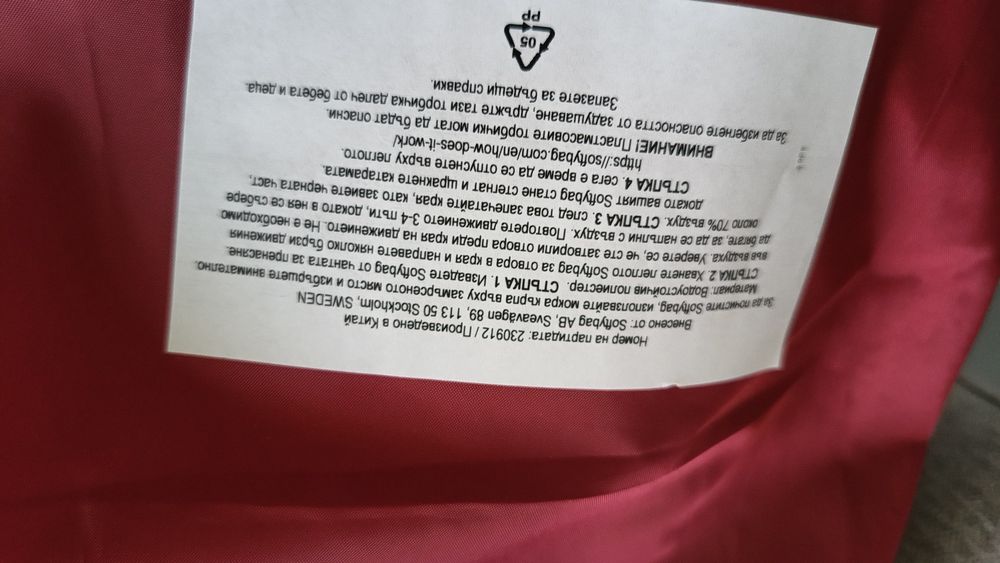 Номер на партидата: 230912 / Произведено в Китай
Внесено от: Softybag AB, Sveavägen 89, 113 50 Stockholm, SWEDEN
За да почистите Softybag, използвайте мокра кърпа върху замърсеното място и избършете внимателно.
Материал: Водоустойчив полиестер. СТЪПКА 1. Извадете Softybag от чантата за пренасяне.
СТЪПКА 2. Хванете леглото Softybag за отвора в края и направете няколко бързи движения
във въздуха. Уверете се, че сте затворили отвора преди края на движението. Не е необходимо
да бягате, за да се напълни с въздух. Повторете движението 3-4 пъти, докато в нея се събере
около 70% въздух. СТЪПКА 3. след това запечатайте края, като завиете черната част,
докато вашият Softybag стане стегнат и щракнете катарамата.
СТЪПКА 4. сега е време да се отпуснете върху леглото.
https://softybag.com/en/how-does-it-work/
ВНИМАНИЕ! Пластмасовите торбички могат да бъдат опасни.
За да избегнете опасността от задушаване, дръжте тази торбичка далеч от бебета и деца.
Запазете за бъдещи справки.
05
PP